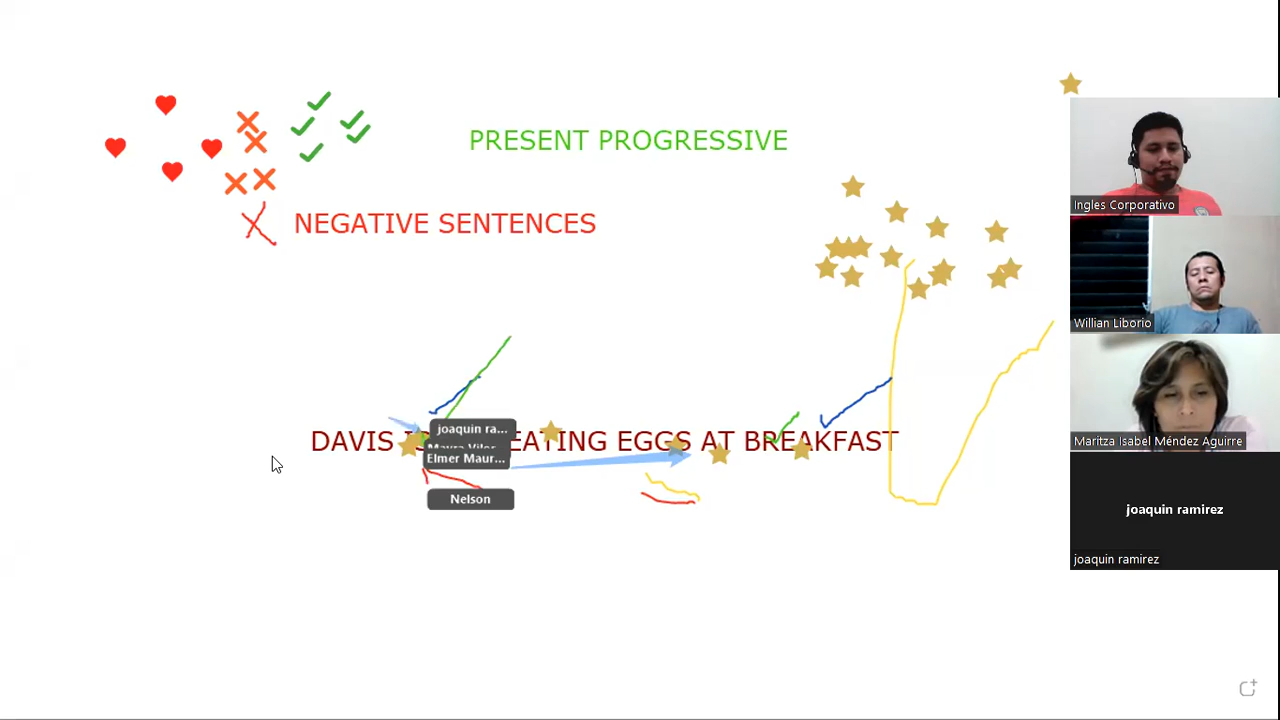 PRESENT PROGRESSIVE
NEGATIVE SENTENCES
DAVIS EATING EGGS AT BREAKFAST
joaquin ra...
Elmer Maur...
Nelson
Ingles Corporativo
Willian Liborio
Maritza Isabel Méndez Aguirre
joaquin ramirez
joaquin ramirez